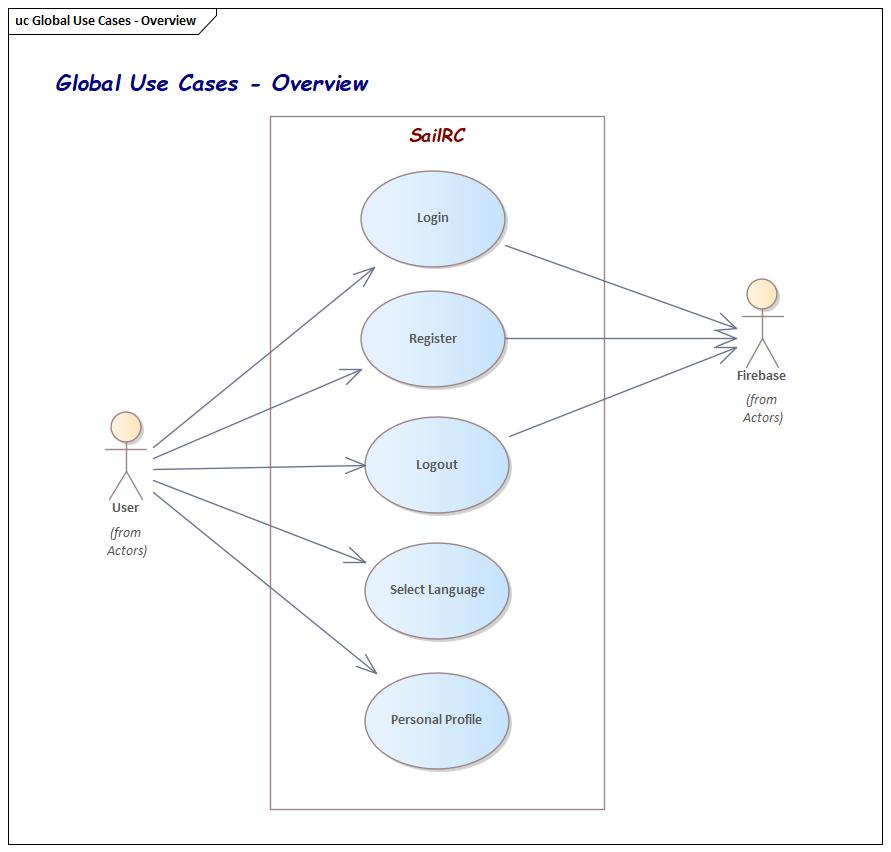 uc Global Use Cases - Overview
Global Use Cases - Overview
SailRC
Login
Register
Firebase
(from
Actors)
Logout
User
(from
Actors)
Select Language
Personal Profile